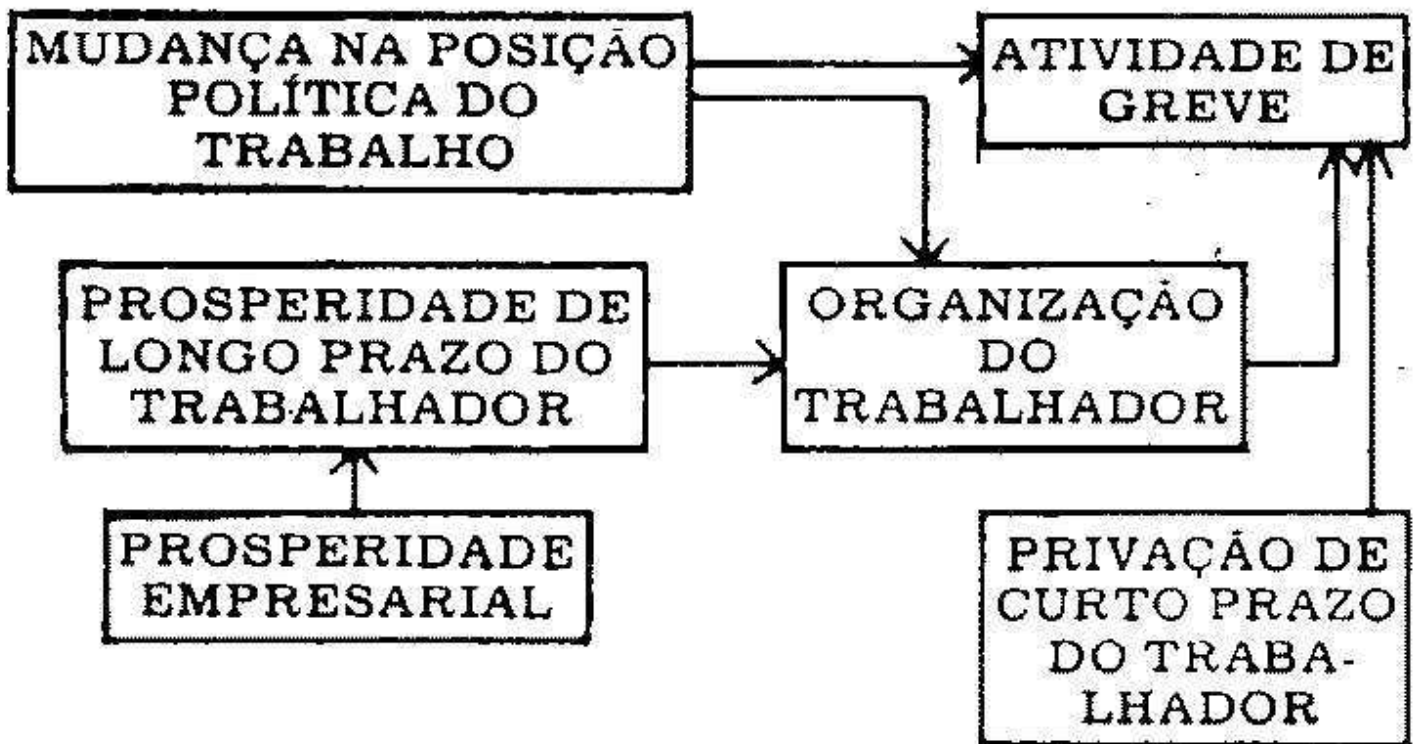 MUDANÇA NA POSIÇÃO
POLÍTICA DO
TRABALHO
ATIVIDADE DE
GREVE
PROSPERIDADE DE
LONGO PRAZO DO
TRABALHADOR
ORGANIZAÇÃO
DO
TRABALHADOR
PROSPERIDADE
EMPRESARIAL
PRIVAÇÃO DE
CURTO PRAZO
DO TRABA-
LHADOR